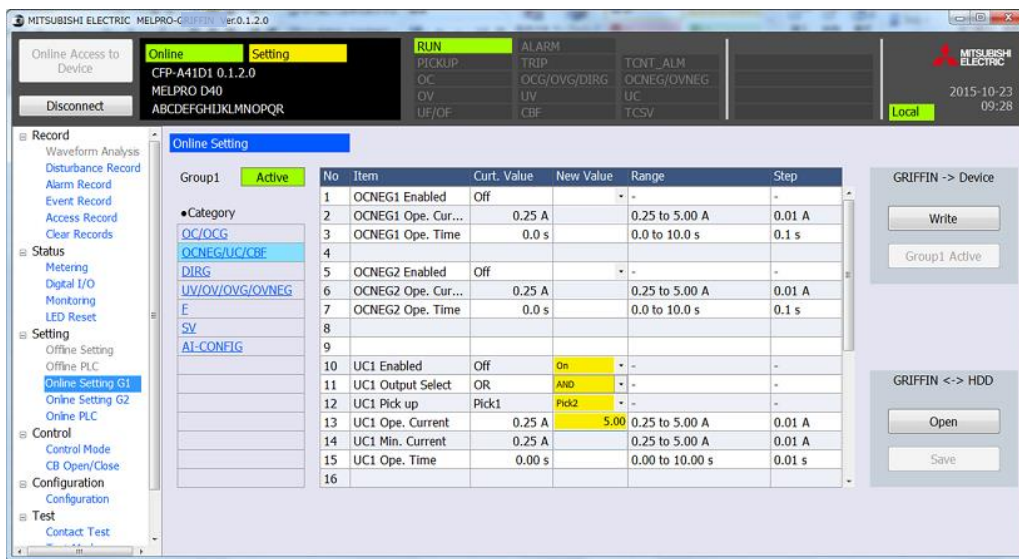 MITSUBISHI ELECTRIC MELPRO-GRIFFIN Ver.0.1.2.0
Online Access to
Device
Disconnect
Online Setting
CFP-A41D1 0.1.2.0
MELPRO D40
ABCDEFGHIJKLMNOPQR
RUN ALARM
PICKUP TRIP TCNT_ALM
OC OCG/OVG/DIRG OCNEG/OVNEG
OV UV UC
UF/OF CBF TCSV
MITSUBISHI
ELECTRIC
2015-10-23
09:28
Local
Record
Waveform Analysis
Disturbance Record
Alarm Record
Event Record
Access Record
Clear Records
Status
Metering
Digital I/O
Monitoring
LED Reset
Setting
Offline Setting
Offline PLC
Online Setting G1
Online Setting G2
Online PLC
Control
Control Mode
CB Open/Close
Configuration
Configuration
Test
Contact Test
Online Setting
Group1 Active
•Category
OC/OCG
OCNEG/UC/CBF
DIRG
UV/OV/OVG/OVNEG
F
SV
AI-CONFIG
No Item Curt. Value New Value Range Step
1 OCNEG1 Enabled Off - -
2 OCNEG1 Ope. Cur... 0.25 A 0.25 to 5.00 A 0.01 A
3 OCNEG1 Ope. Time 0.0 s 0.0 to 10.0 s 0.1 s
4
5 OCNEG2 Enabled Off - -
6 OCNEG2 Ope. Cur... 0.25 A 0.25 to 5.00 A 0.01 A
7 OCNEG2 Ope. Time 0.0 s 0.0 to 10.0 s 0.1 s
8
9
10 UC1 Enabled Off On - -
11 UC1 Output Select OR AND - -
12 UC1 Pick up Pick1 Pick2 - -
13 UC1 Ope. Current 0.25 A 5.00 0.25 to 5.00 A 0.01 A
14 UC1 Min. Current 0.25 A 0.25 to 5.00 A 0.01 A
15 UC1 Ope. Time 0.00 s 0.00 to 10.00 s 0.01 s
16
GRIFFIN -> Device
Write
Group1 Active
GRIFFIN <-> HDD
Open
Save